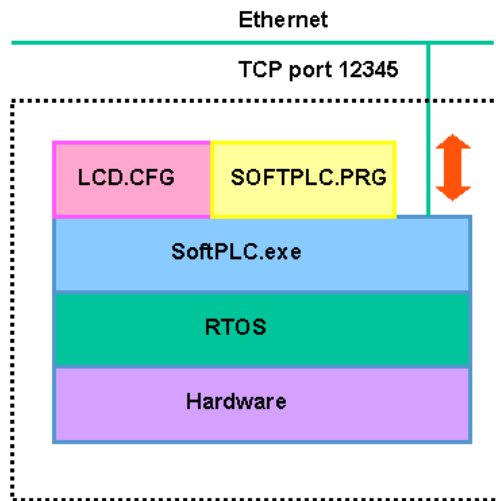 Ethernet
TCP port 12345
LCD.CFG
SOFTPLC.PRG
SoftPLC.exe
RTOS
Hardware